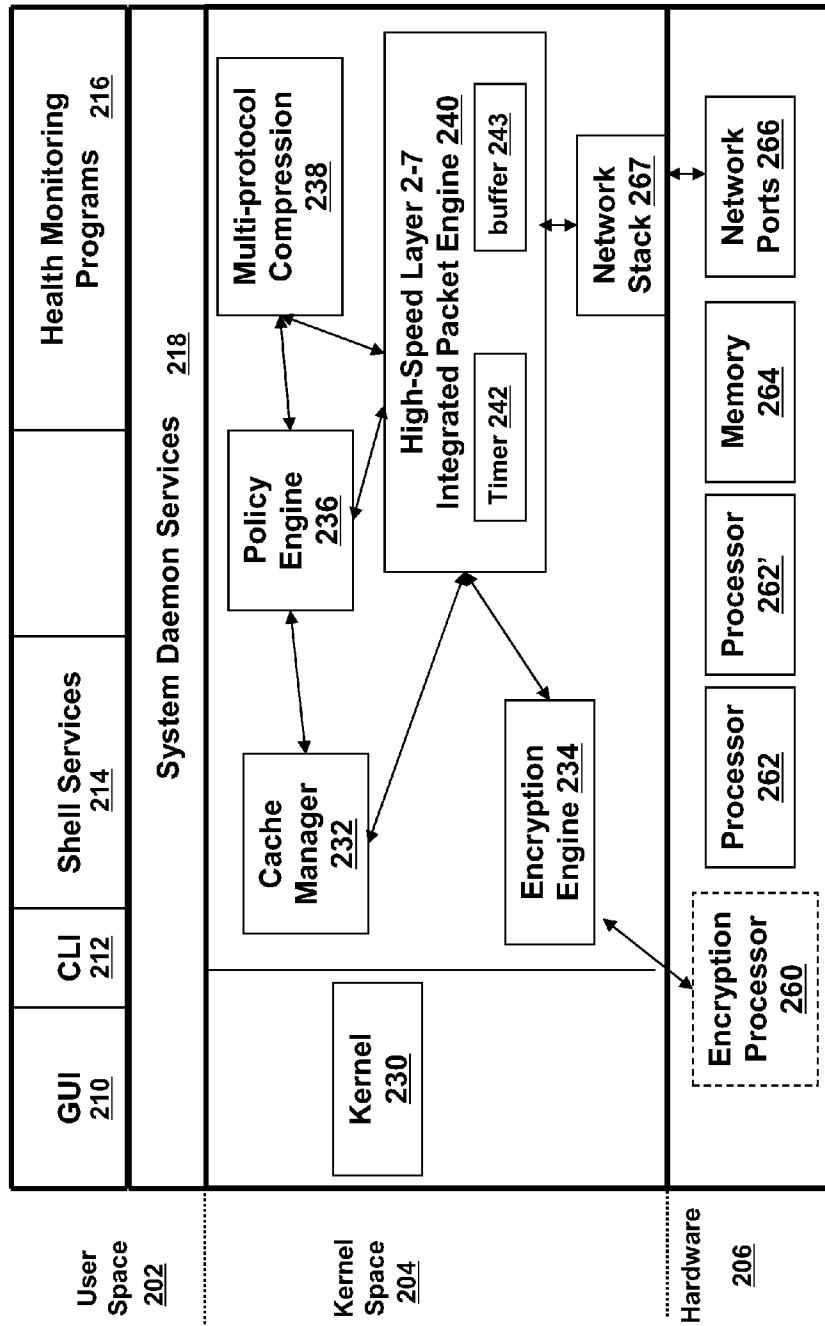 User
Space
202
GUI
210
CLI
212
Shell Services
214
Health Monitoring
Programs
216
System Daemon Services
218
Kernel
Space
204
Kernel
230
Cache
Manager
232
Policy
Engine
236
Multi-protocol
Compression
238
High-Speed Layer 2-7
Integrated Packet Engine 240
Timer 242
buffer 243
Encryption
Engine 234
Network
Stack 267
Hardware
206
Encryption
Processor
260
Processor
262
Processor
262'
Memory
264
Network
Ports 266